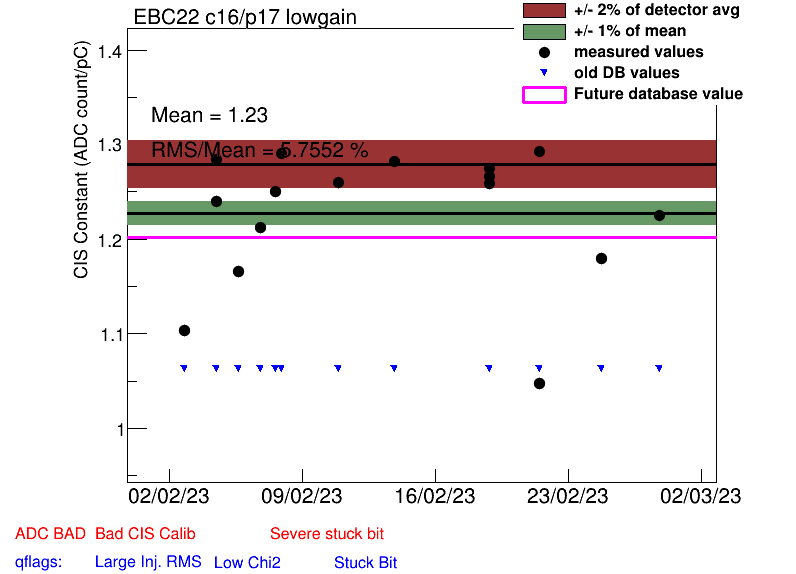 EBC22 c16/p17 lowgain
+/- 2% of detector avg
+/- 1% of mean
measured values
old DB values
Future database value
Mean = 1.23
RMS/Mean = 5.7552 %
CIS Constant (ADC count/pC)
1.4
1.3
1.2
1.1
1
02/02/23 09/02/23 16/02/23 23/02/23 02/03/23
ADC BAD Bad CIS Calib Severe stuck bit
qflags: Large Inj. RMS Low Chi2 Stuck Bit